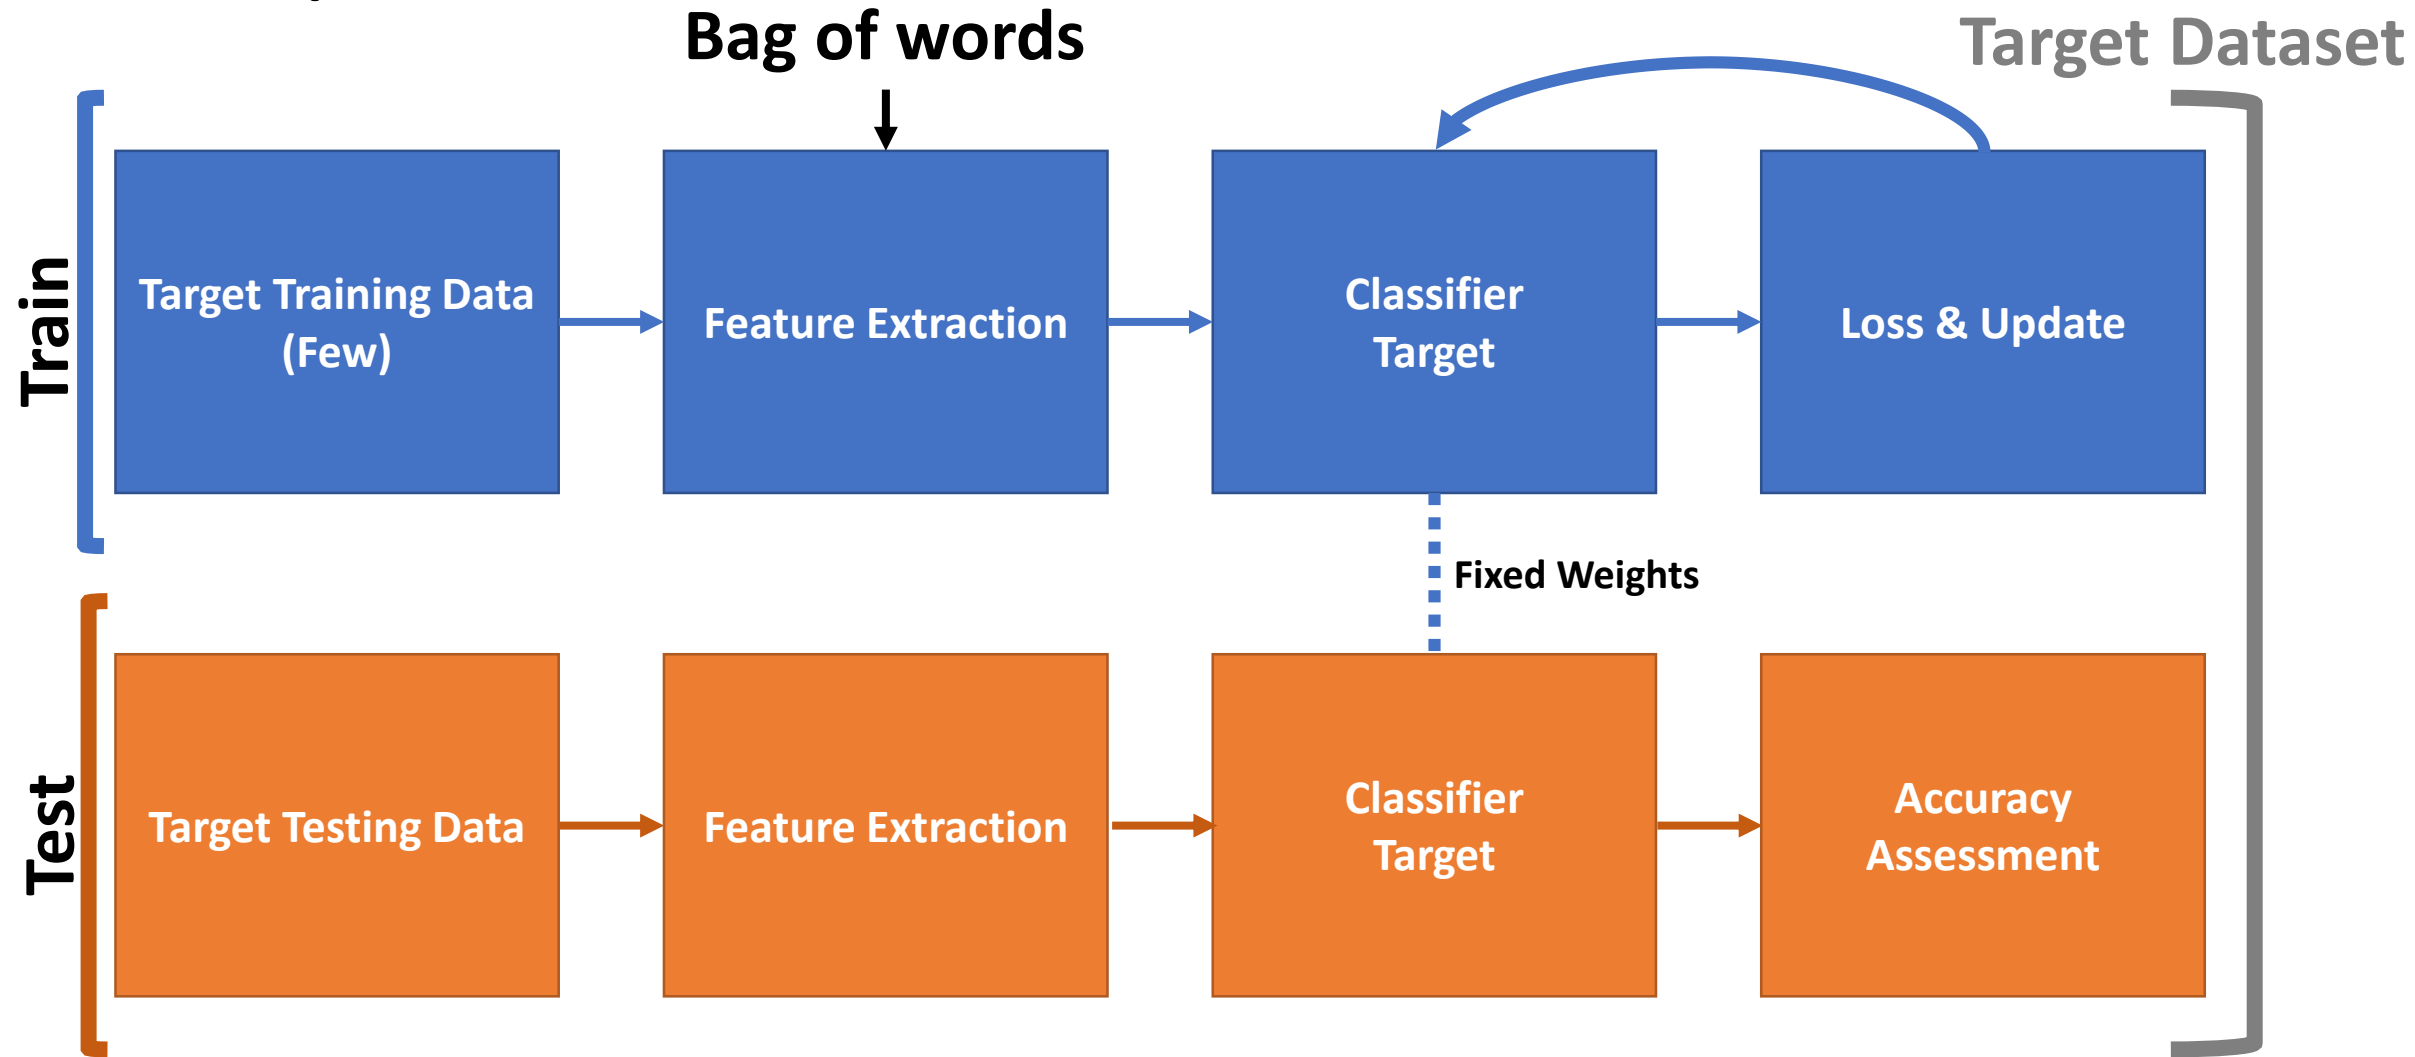 Bag of words
Target Dataset
Train
Target Training Data
(Few)
Feature Extraction
Classifier
Target
Loss & Update
Fixed Weights
Test
Target Testing Data
Feature Extraction
Classifier
Target
Accuracy
Assessment